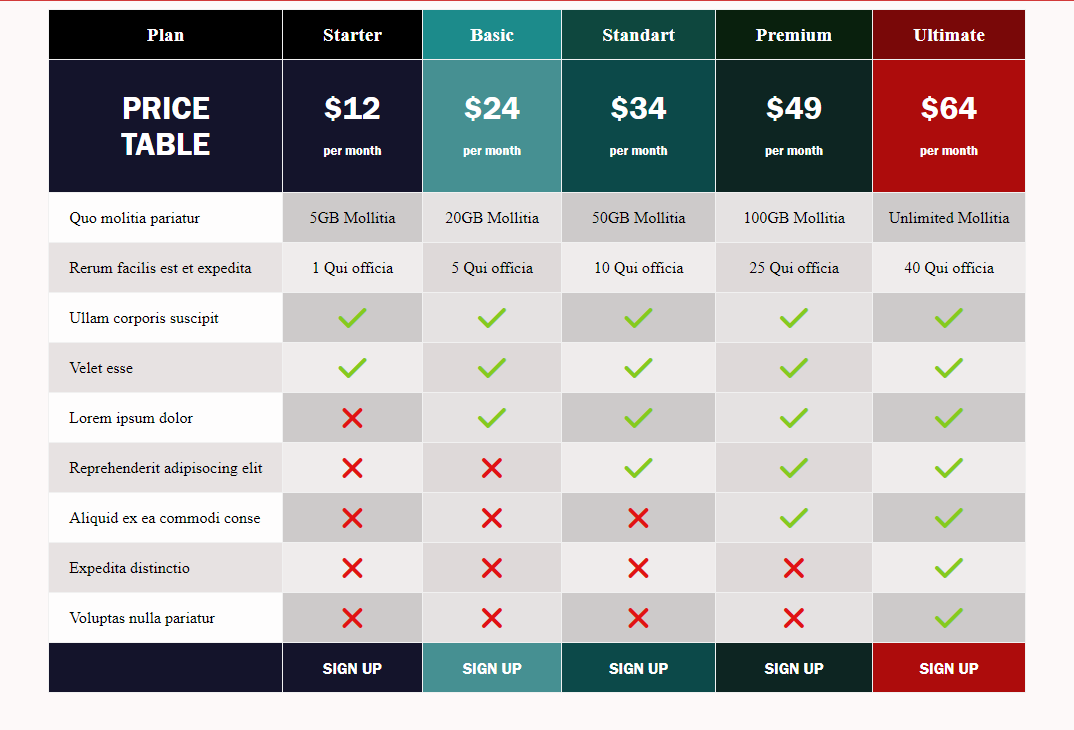 Plan Starter Basic Standart Premium Ultimate
PRICE $12 $24 $34 $49 $64
TABLE per month per month per month per month per month
Quo molitia pariatur 5GB Mollitia 20GB Mollitia 50GB Mollitia 100GB Mollitia Unlimited Mollitia
Rerum facilis est et expedita 1 Qui officia 5 Qui officia 10 Qui officia 25 Qui officia 40 Qui officia
Ullam corporis suscipit
Velet esse
Lorem ipsum dolor
Reprehenderit adipisocing elit
Aliquid ex ea commodi conse
Expedita distinctio
Voluptas nulla pariatur
SIGN UP SIGN UP SIGN UP SIGN UP SIGN UP